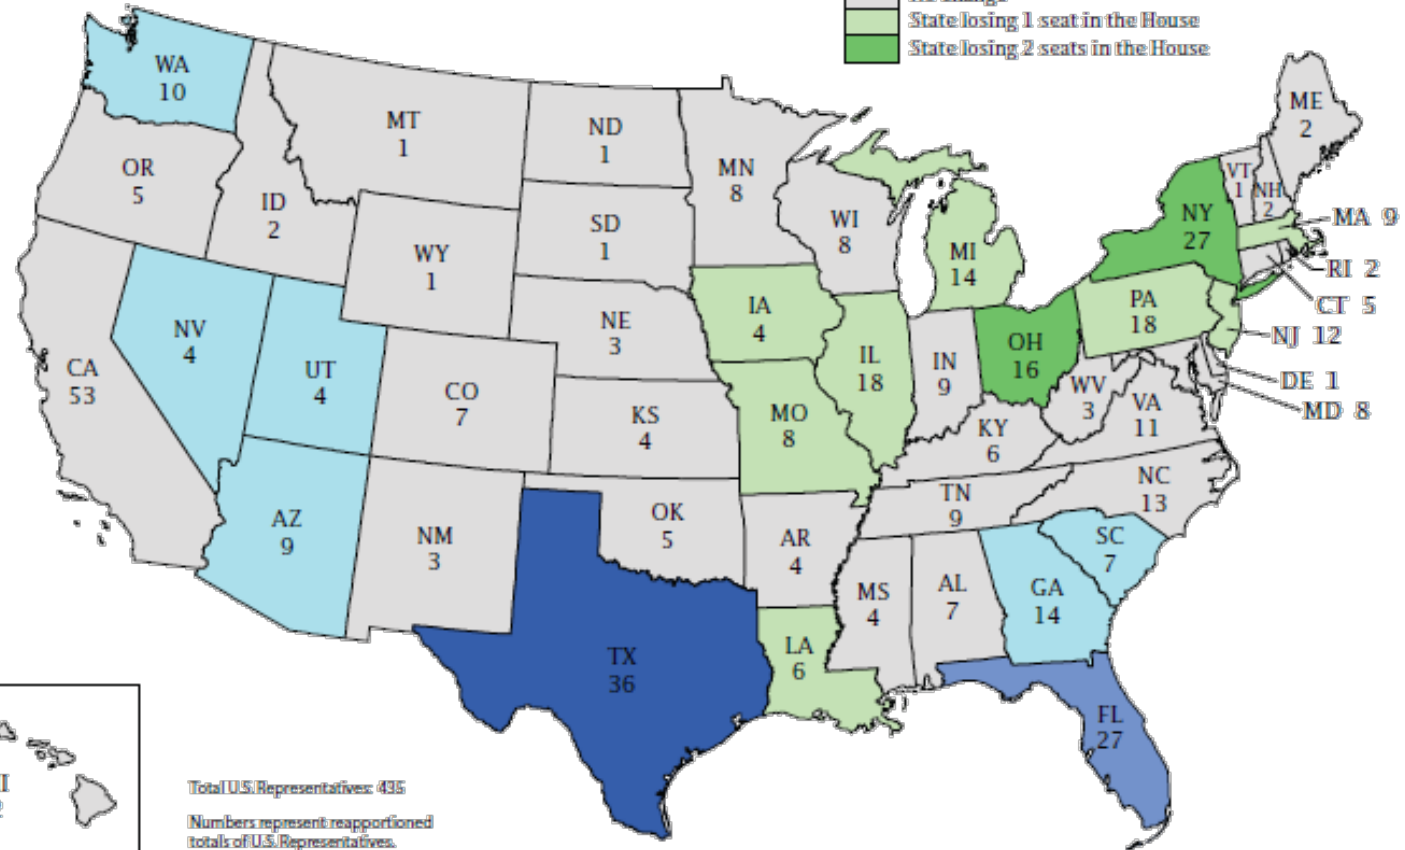 State losing 1 seat in the House
State losing 2 seats in the House
WA
10
MT
1
ND
1
MN
8
ME
2
OR
5
ID
2
SD
1
WI
8
VT
1
NH
2
NY
27
MA 9
WY
1
MI
14
RI 2
CT 5
NV
4
NE
3
IA
4
PA
18
NJ 12
CA
53
UT
4
CO
7
IL
18
IN
9
OH
16
WV
3
DE 1
MD 8
KS
4
MO
8
VA
11
KY
6
NC
13
TN
9
AZ
9
NM
3
OK
5
AR
4
SC
7
MS
4
AL
7
GA
14
TX
36
LA
6
FL
27
Total U.S. Representatives: 435
Numbers represent reapportioned
totals of U.S. Representatives.